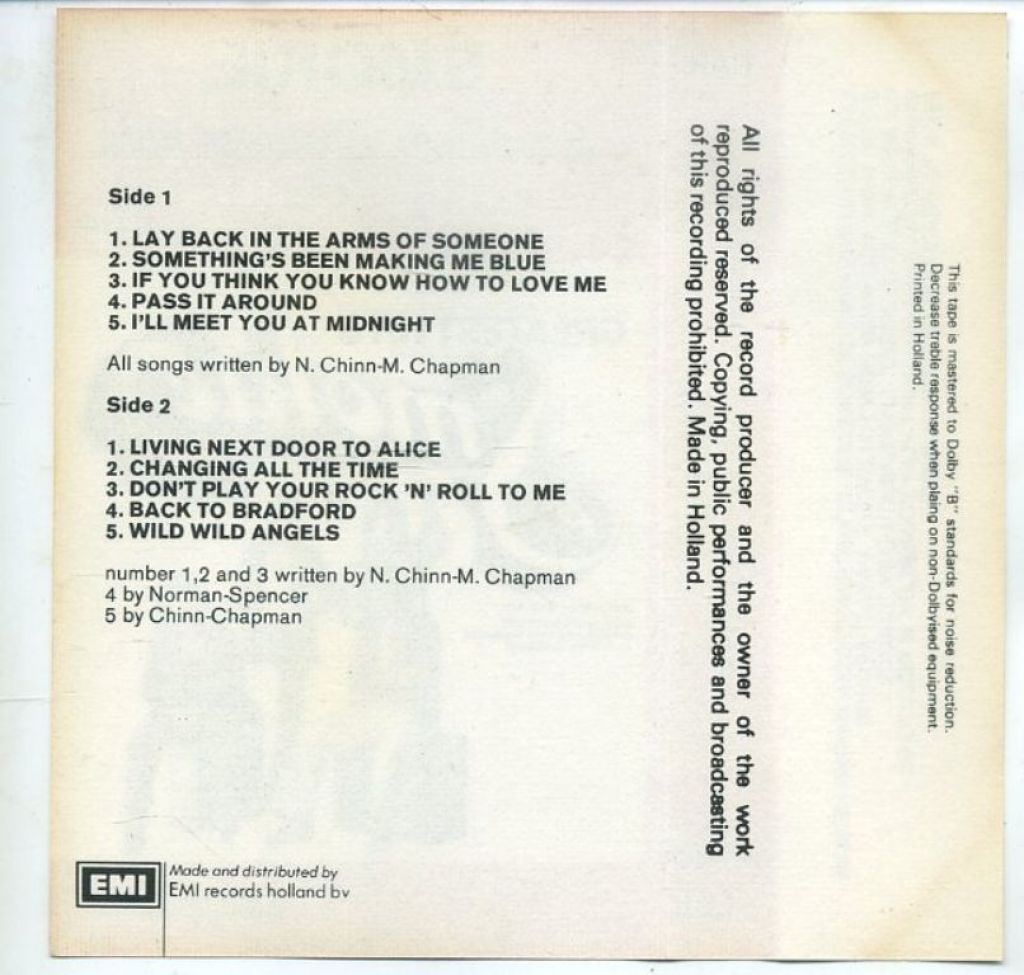 Side 1
1. LAY BACK IN THE ARMS OF SOMEONE
2. SOMETHING'S BEEN MAKING ME BLUE
3. IF YOU THINK YOU KNOW HOW TO LOVE ME
4. PASS IT AROUND
5. I'LL MEET YOU AT MIDNIGHT
All songs written by N. Chinn-M. Chapman
Side 2
1. LIVING NEXT DOOR TO ALICE
2. CHANGING ALL THE TIME
3. DON'T PLAY YOUR ROCK 'N' ROLL TO ME
4. BACK TO BRADFORD
5. WILD WILD ANGELS
number 1,2 and 3 written by N. Chinn-M. Chapman
4 by Norman-Spencer
5 by Chinn-Chapman
EMI
Made and distributed by
EMI records holland bv
All rights of the record producer and the owner of the work
reproduced reserved. Copying, public performances and broadcasting
of this recording prohibited. Made in Holland.
This tape is mastered to Dolby "B" standards for noise reduction.
Decrease treble response when plaing on non-Dolbyised equipment.
Printed in Holland.